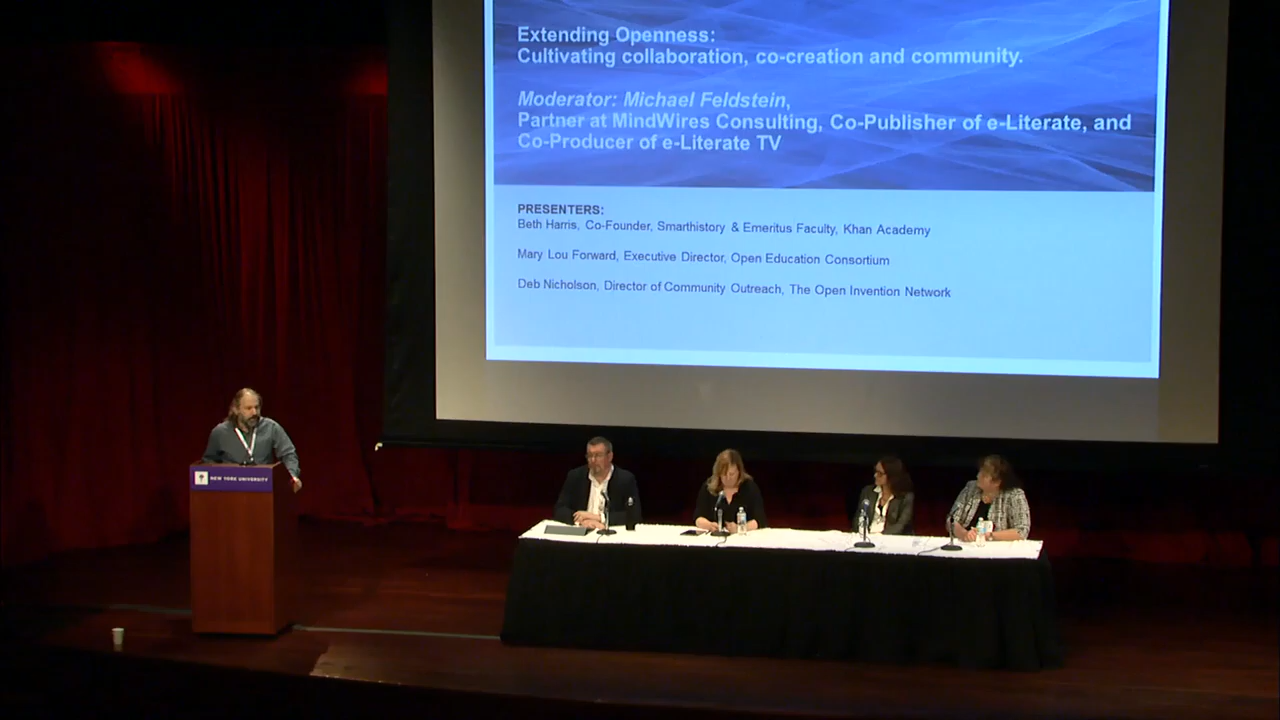 Extending Openness:
Cultivating collaboration, co-creation and community.
Moderator: Michael Feldstein,
Partner at MindWires Consulting, Co-Publisher of e-Literate, and
Co-Producer of e-Literate TV
PRESENTERS:
Beth Harris, Co-Founder, Smarthistory & Emeritus Faculty, Khan Academy
Mary Lou Forward, Executive Director, Open Education Consortium
Deb Nicholson, Director of Community Outreach, The Open Invention Network
NEW YORK UNIVERSITY